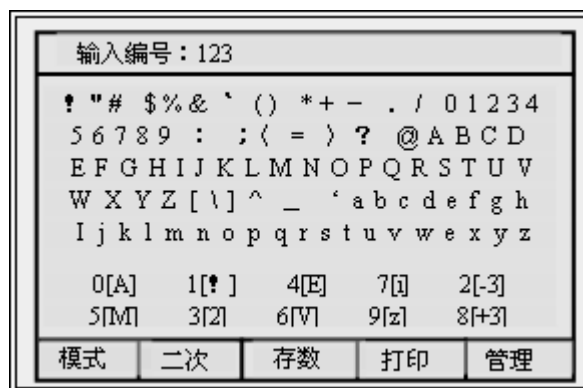 输入编号：123
! "# $%& ` () *+ - . / 01234
56789 : ;< = > ? @ABCD
EFGHIJKLMNOPQRSTUV
WXYZ[\]^ _ ‘abcdefgh
Ijklmnopqrstuvwexyz
0[A] 1[!] 4[E] 7[i] 2[-3]
5[M] 3[2] 6[V] 9[z] 8[+3]
模式 二次 存数 打印 管理